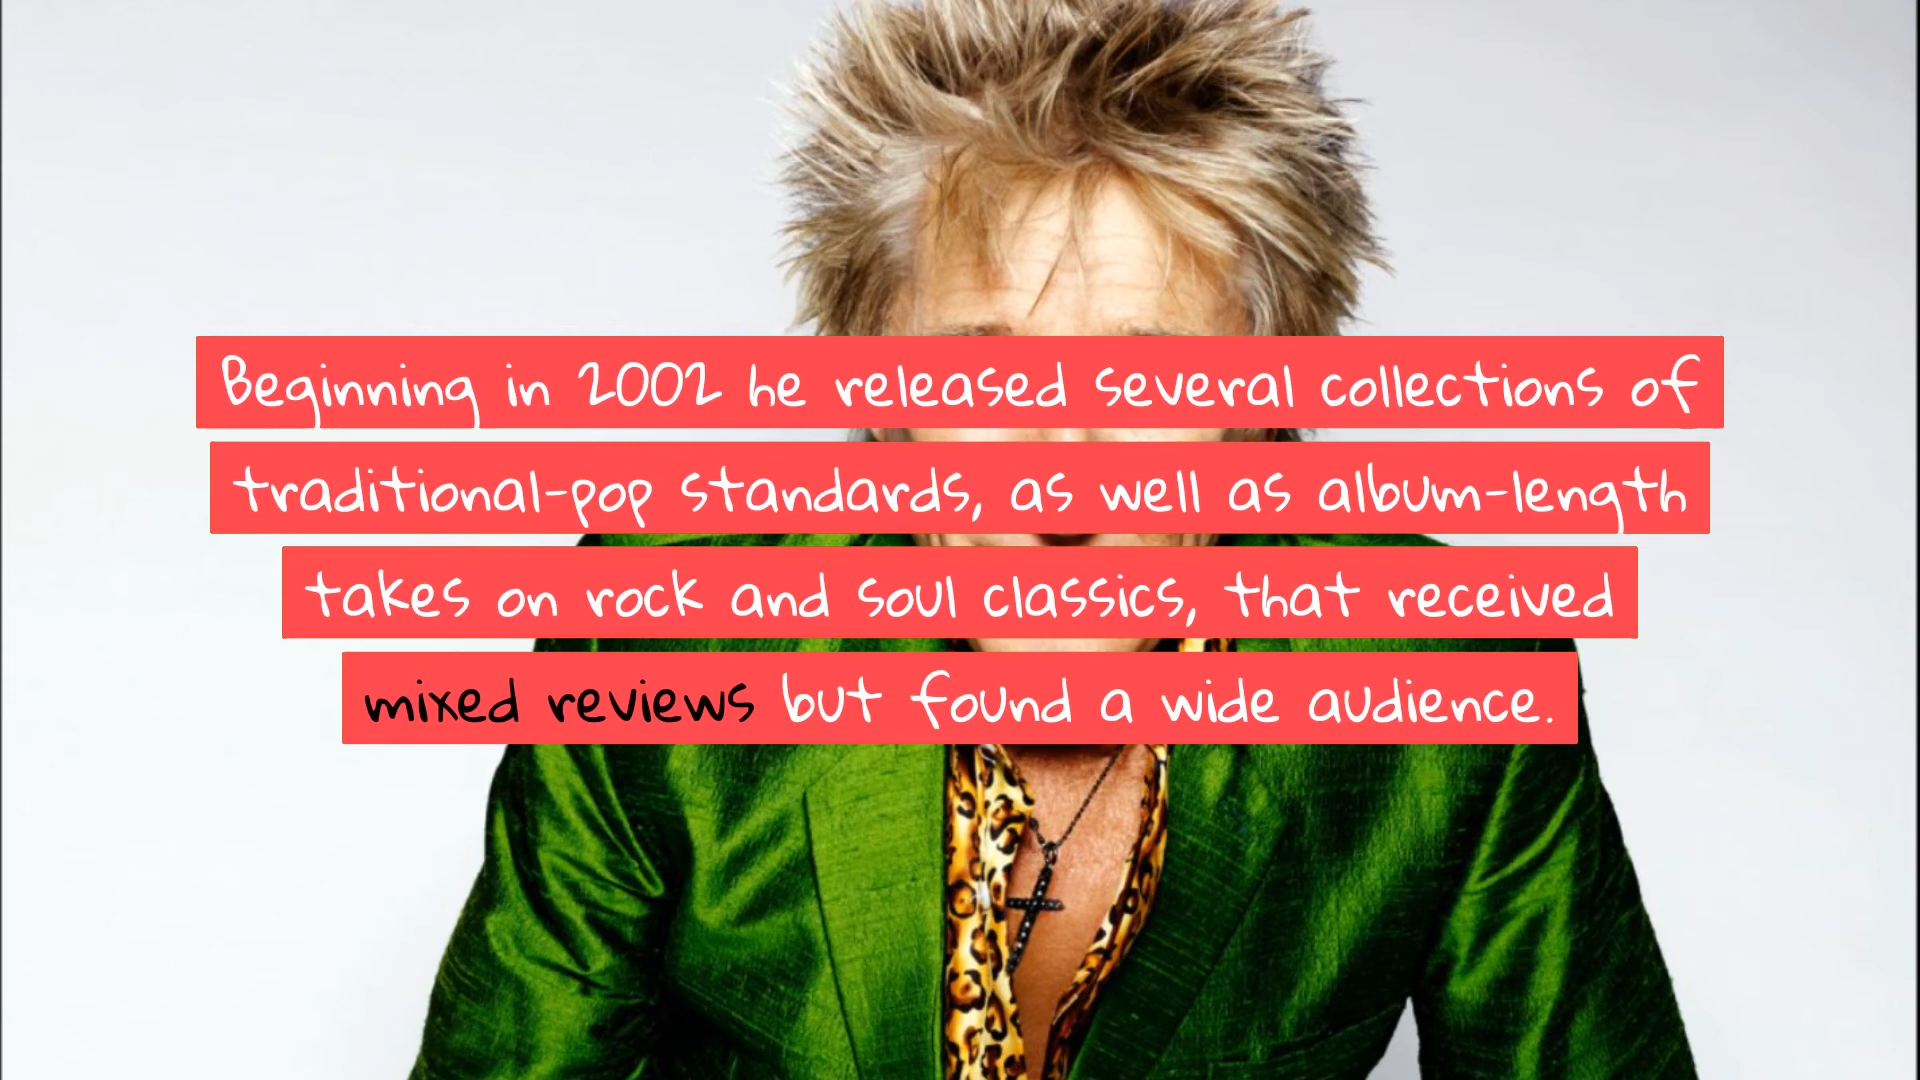 Beginning in 2002 he released several collections of
traditional-pop standards, as well as album-length
takes on rock and soul classics, that received
mixed reviews but found a wide audience.